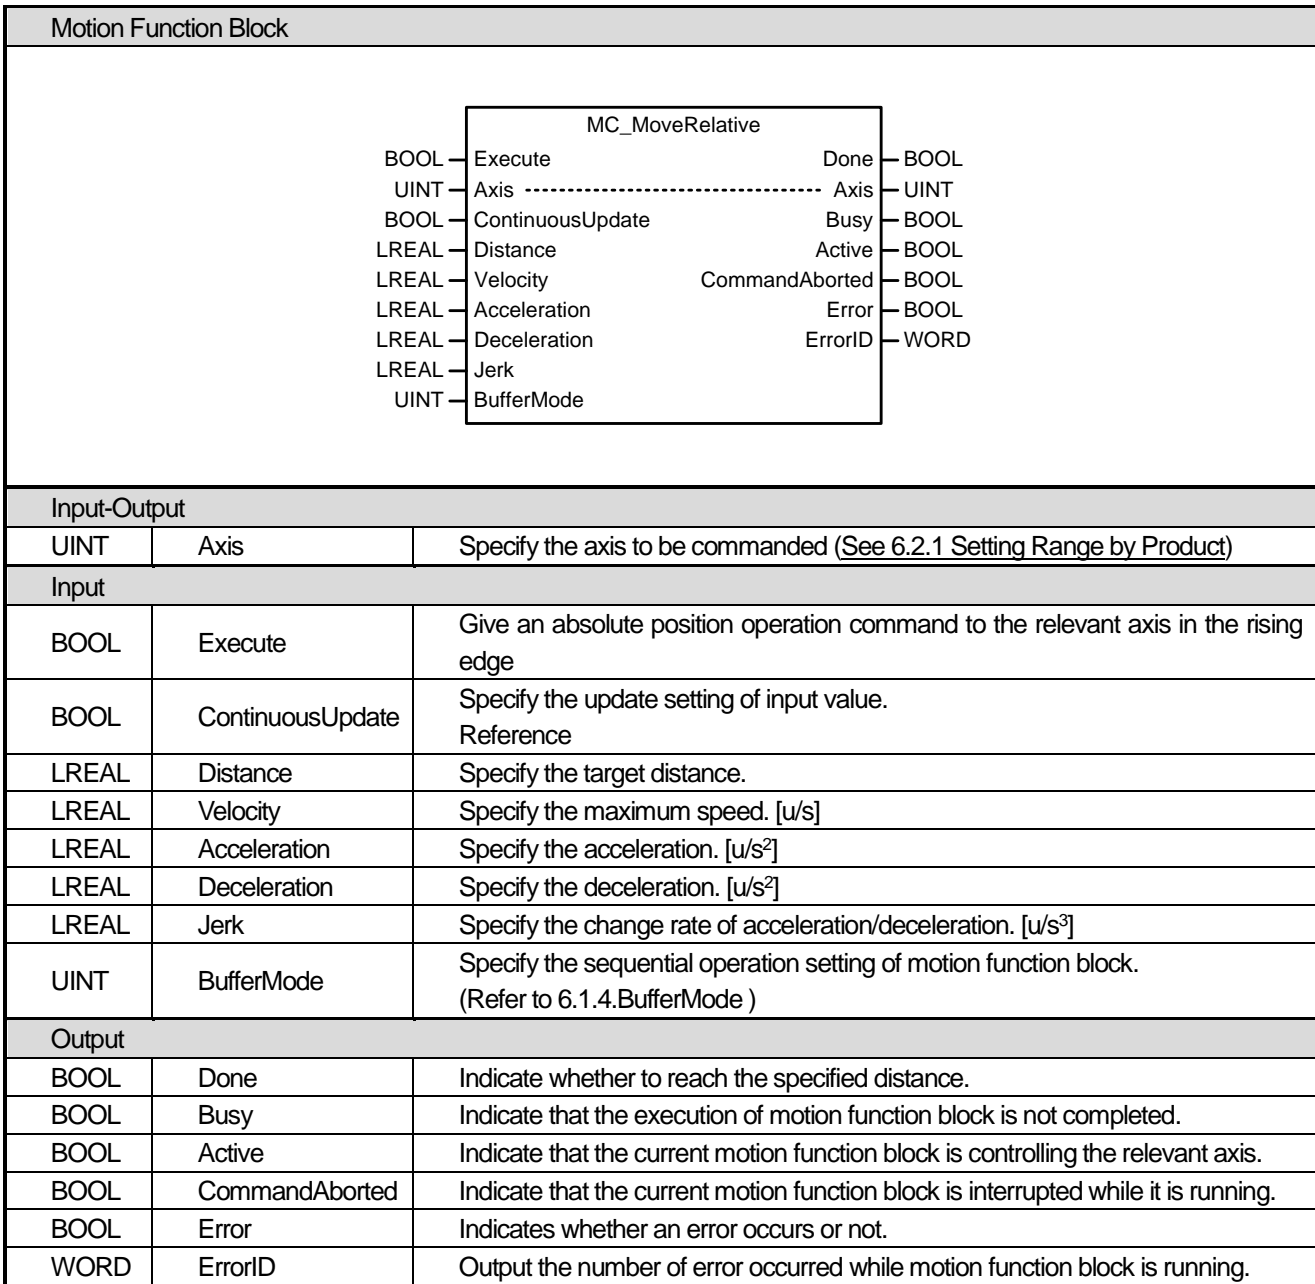 Motion Function Block
MC_MoveRelative
BOOL Execute Done BOOL
UINT Axis Axis UINT
BOOL ContinuousUpdate Busy BOOL
LREAL Distance Active BOOL
LREAL Velocity CommandAborted BOOL
LREAL Acceleration Error BOOL
LREAL Deceleration ErrorID WORD
LREAL Jerk
UINT BufferMode
Input-Output
UINT Axis Specify the axis to be commanded (See 6.2.1 Setting Range by Product)
Input
BOOL Execute Give an absolute position operation command to the relevant axis in the rising
edge
BOOL ContinuousUpdate Specify the update setting of input value.
Reference
LREAL Distance Specify the target distance.
LREAL Velocity Specify the maximum speed. [u/s]
LREAL Acceleration Specify the acceleration. [u/s²]
LREAL Deceleration Specify the deceleration. [u/s²]
LREAL Jerk Specify the change rate of acceleration/deceleration. [u/s³]
UINT BufferMode Specify the sequential operation setting of motion function block.
(Refer to 6.1.4.BufferMode )
Output
BOOL Done Indicate whether to reach the specified distance.
BOOL Busy Indicate that the execution of motion function block is not completed.
BOOL Active Indicate that the current motion function block is controlling the relevant axis.
BOOL CommandAborted Indicate that the current motion function block is interrupted while it is running.
BOOL Error Indicates whether an error occurs or not.
WORD ErrorID Output the number of error occurred while motion function block is running.